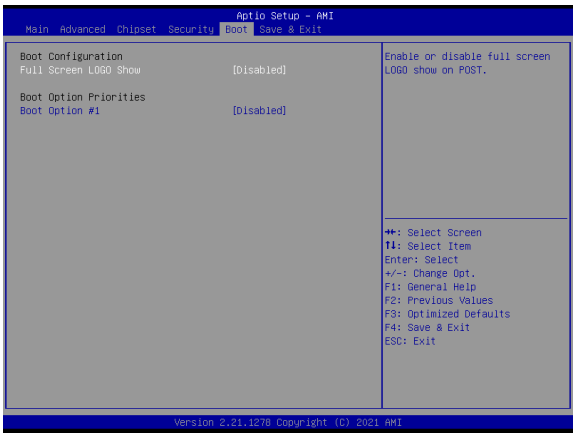 Aptio Setup – AMI
Main Advanced Chipset Security Boot Save & Exit
Boot Configuration
Full Screen LOGO Show [Disabled]
Boot Option Priorities
Boot Option #1 [Disabled]
Enable or disable full screen
LOGO show on POST.
→←: Select Screen
↑↓: Select Item
Enter: Select
+/-: Change Opt.
F1: General Help
F2: Previous Values
F3: Optimized Defaults
F4: Save & Exit
ESC: Exit
Version 2.21.1278 Copyright (C) 2021 AMI